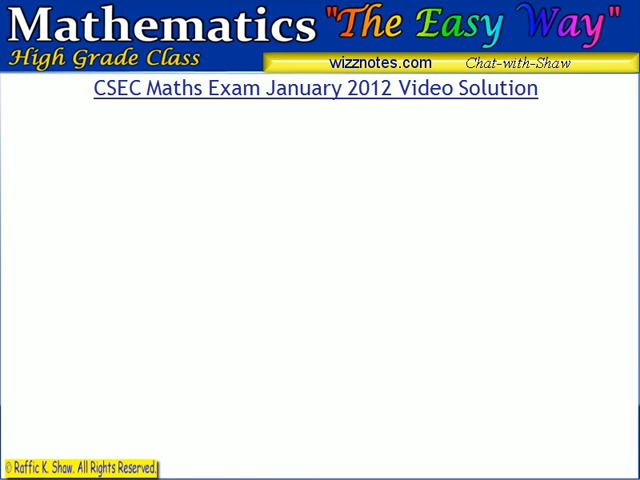 Mathematics "The Easy Way"
High Grade Class
wizznotes.com Chat-with-Shaw
CSEC Maths Exam January 2012 Video Solution
© Raffic K. Shaw. All Rights Reserved.